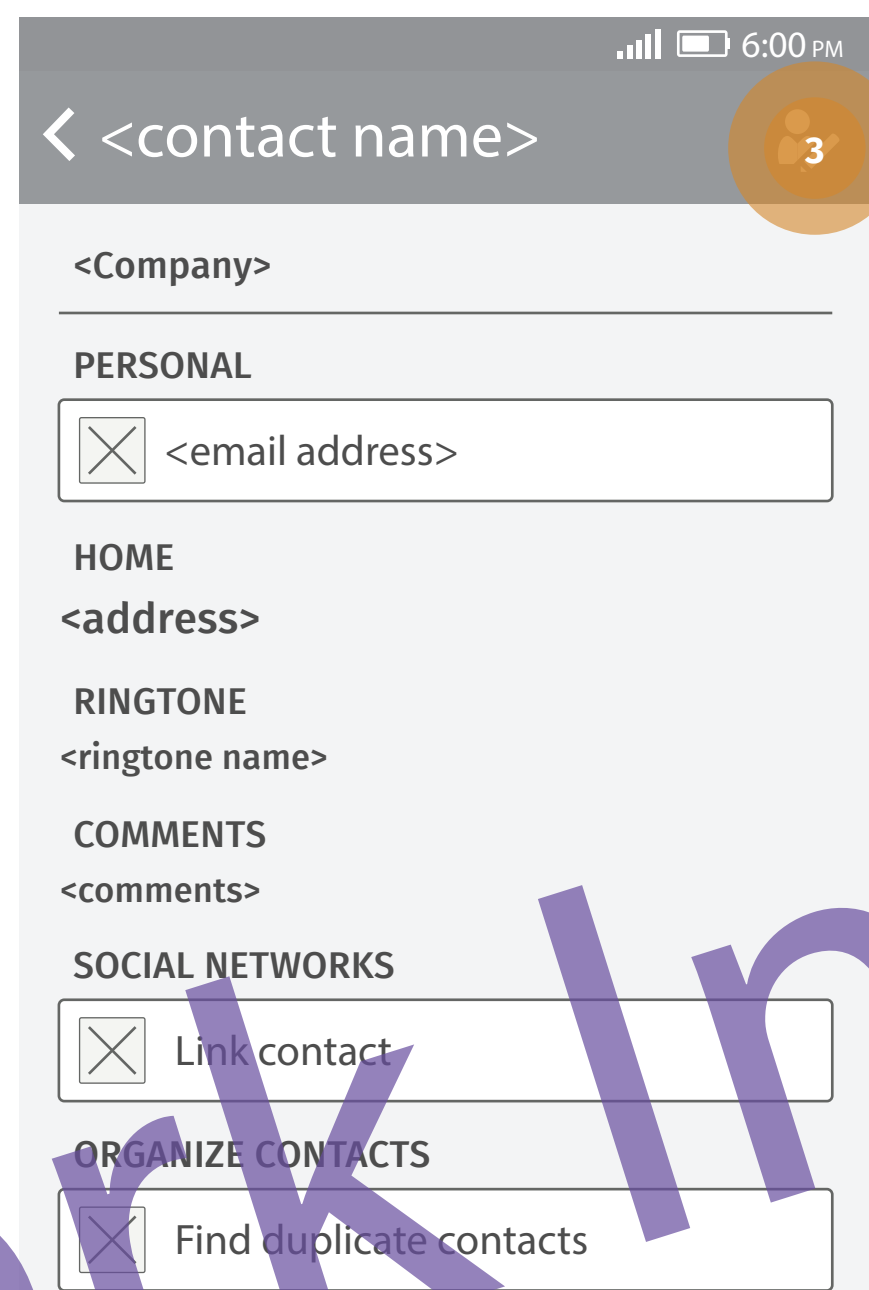 6:00 PM
<contact name>
3
<Company>
PERSONAL
<email address>
HOME
<address>
RINGTONE
<ringtone name>
COMMENTS
<comments>
SOCIAL NETWORKS
Link contact
ORGANIZE CONTACTS
Find duplicate contacts